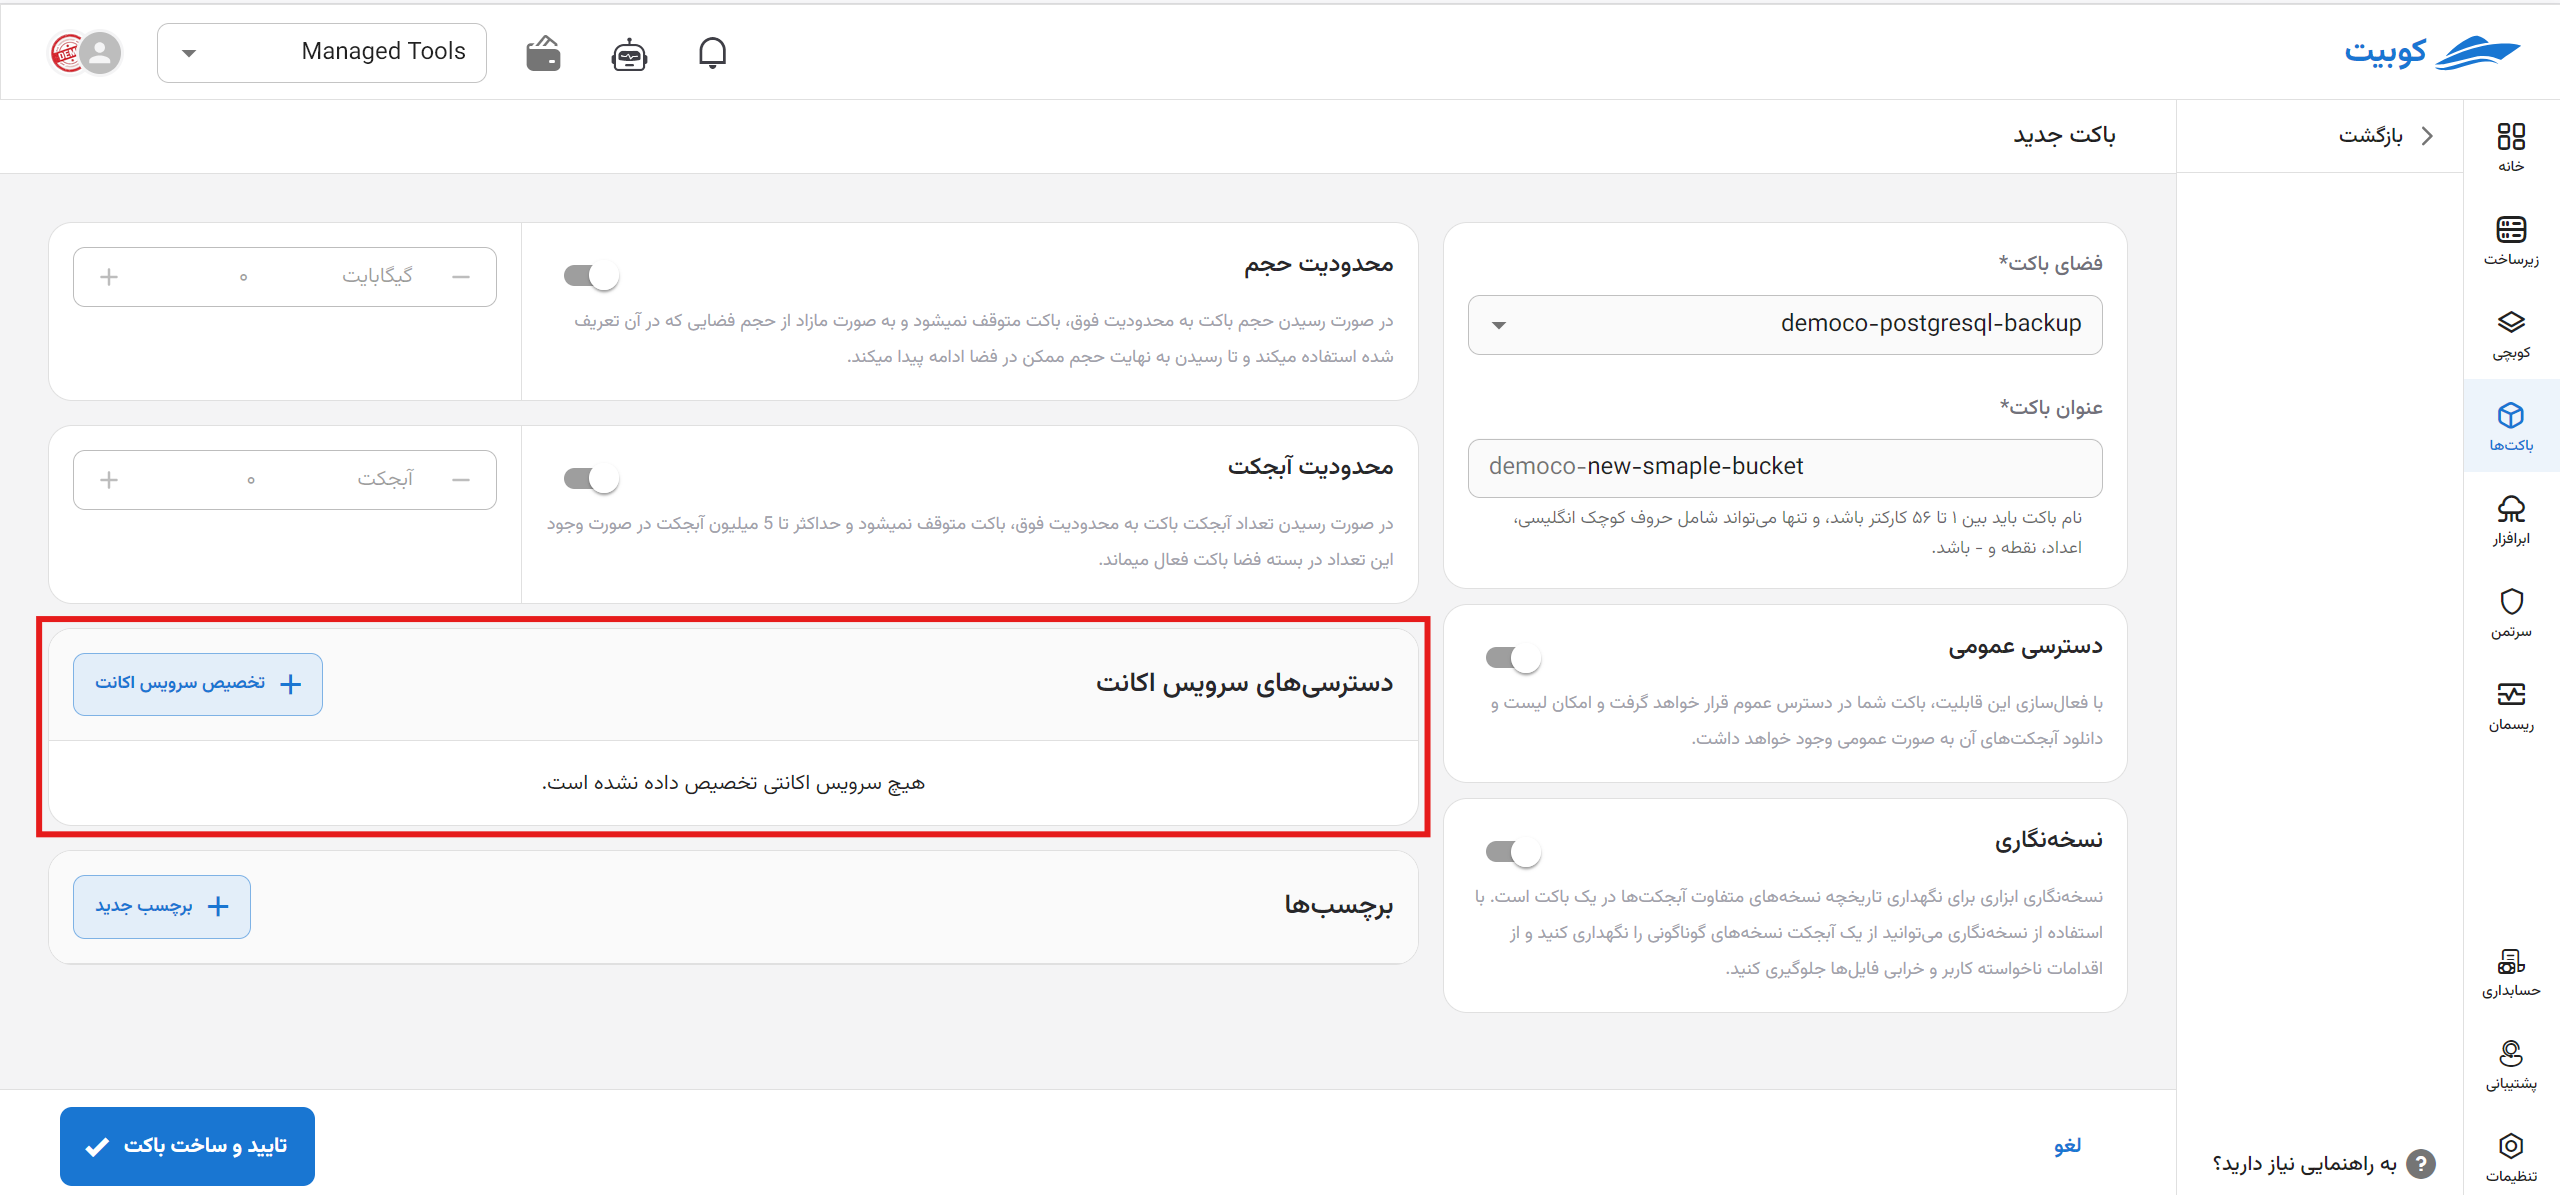 کوبیت
Managed Tools
خانه
زیرساخت
کوبچی
باکت‌ها
ابرافزار
سرتمن
ریسمان
حسابداری
پشتیبانی
تنظیمات
بازگشت
به راهنمایی نیاز دارید؟
باکت جدید
فضای باکت*
democo-postgresql-backup
عنوان باکت*
democo-new-smaple-bucket
نام باکت باید بین ۱ تا ۵۶ کارکتر باشد، و تنها می‌تواند شامل حروف کوچک انگلیسی،
اعداد، نقطه و - باشد.
دسترسی عمومی
با فعال‌سازی این قابلیت، باکت شما در دسترس عموم قرار خواهد گرفت و امکان لیست و
دانلود آبجکت‌های آن به صورت عمومی وجود خواهد داشت.
نسخه‌نگاری
نسخه‌نگاری ابزاری برای نگهداری تاریخچه نسخه‌های متفاوت آبجکت‌ها در یک باکت است. با
استفاده از نسخه‌نگاری می‌توانید از یک آبجکت نسخه‌های گوناگونی را نگهداری کنید و از
اقدامات ناخواسته کاربر و خرابی فایل‌ها جلوگیری کنید.
محدودیت حجم
در صورت رسیدن حجم باکت به محدودیت فوق، باکت متوقف نمیشود و به صورت مازاد از حجم فضایی که در آن تعریف
شده استفاده میکند و تا رسیدن به نهایت حجم ممکن در فضا ادامه پیدا میکند.
گیگابایت ۰
محدودیت آبجکت
در صورت رسیدن تعداد آبجکت باکت به محدودیت فوق، باکت متوقف نمیشود و حداکثر تا 5 میلیون آبجکت در صورت وجود
این تعداد در بسته فضا باکت فعال میماند.
آبجکت ۰
دسترسی‌های سرویس اکانت
تخصیص سرویس اکانت
هیچ سرویس اکانتی تخصیص داده نشده است.
برچسب‌ها
برچسب جدید
لغو
تایید و ساخت باکت